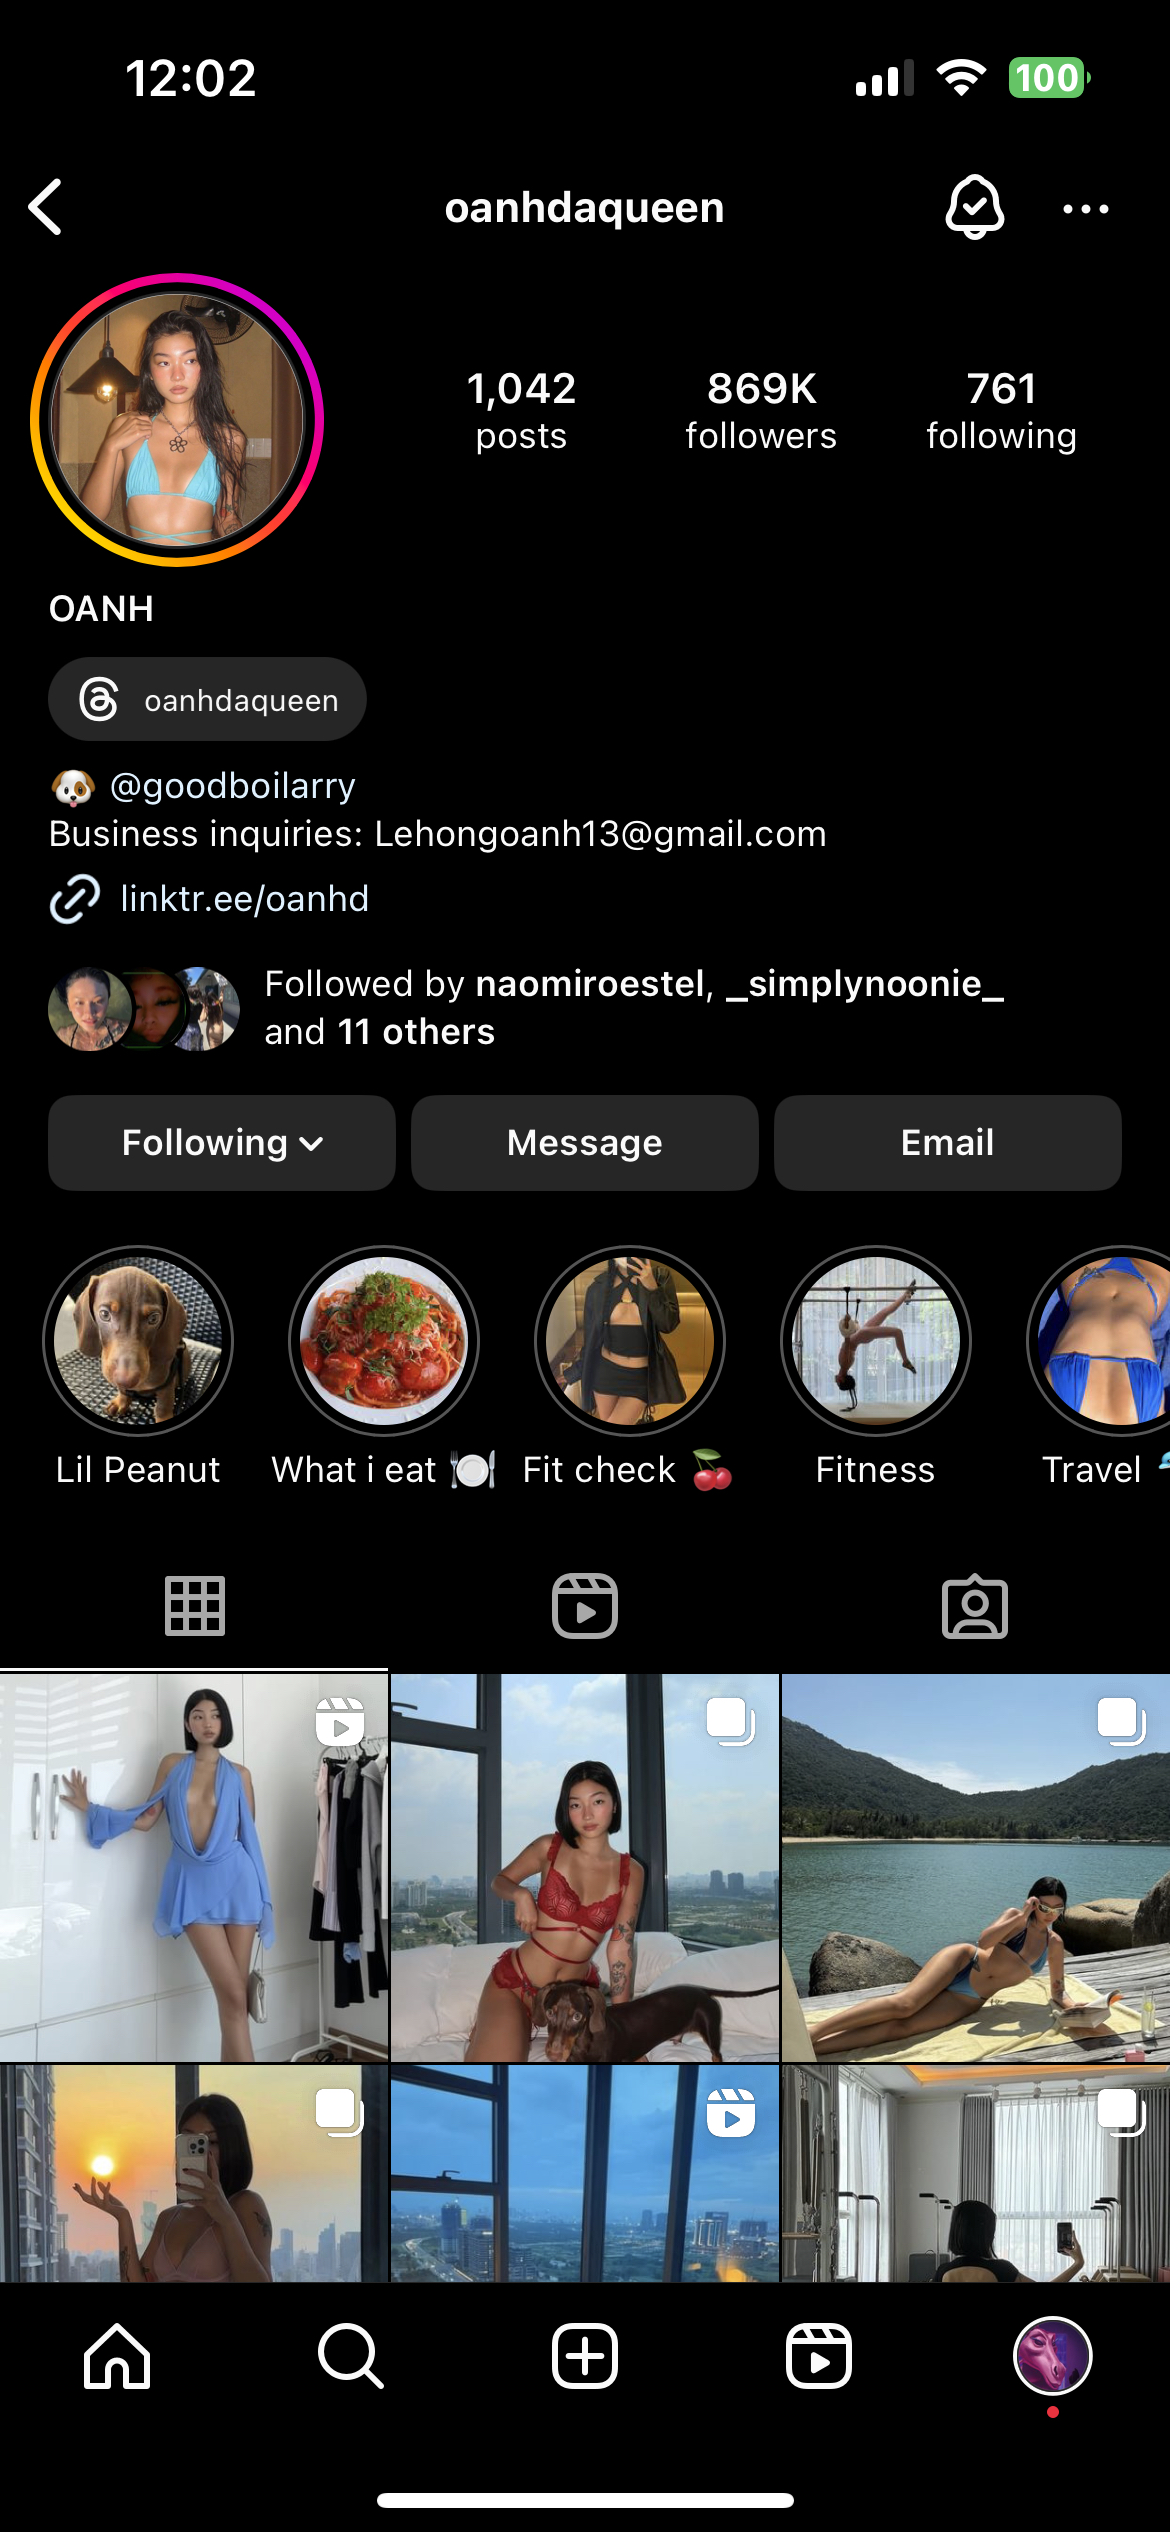 12:02
100
oanhdaqueen
1,042 869K 761
posts followers following
OANH
oanhdaqueen
🐶 @goodboilarry
Business inquiries: Lehongoanh13@gmail.com
linktr.ee/oanhd
Followed by naomiroestel, _simplynoonie_
and 11 others
Following Message Email
Lil Peanut What i eat 🍽️ Fit check 🍒 Fitness Travel